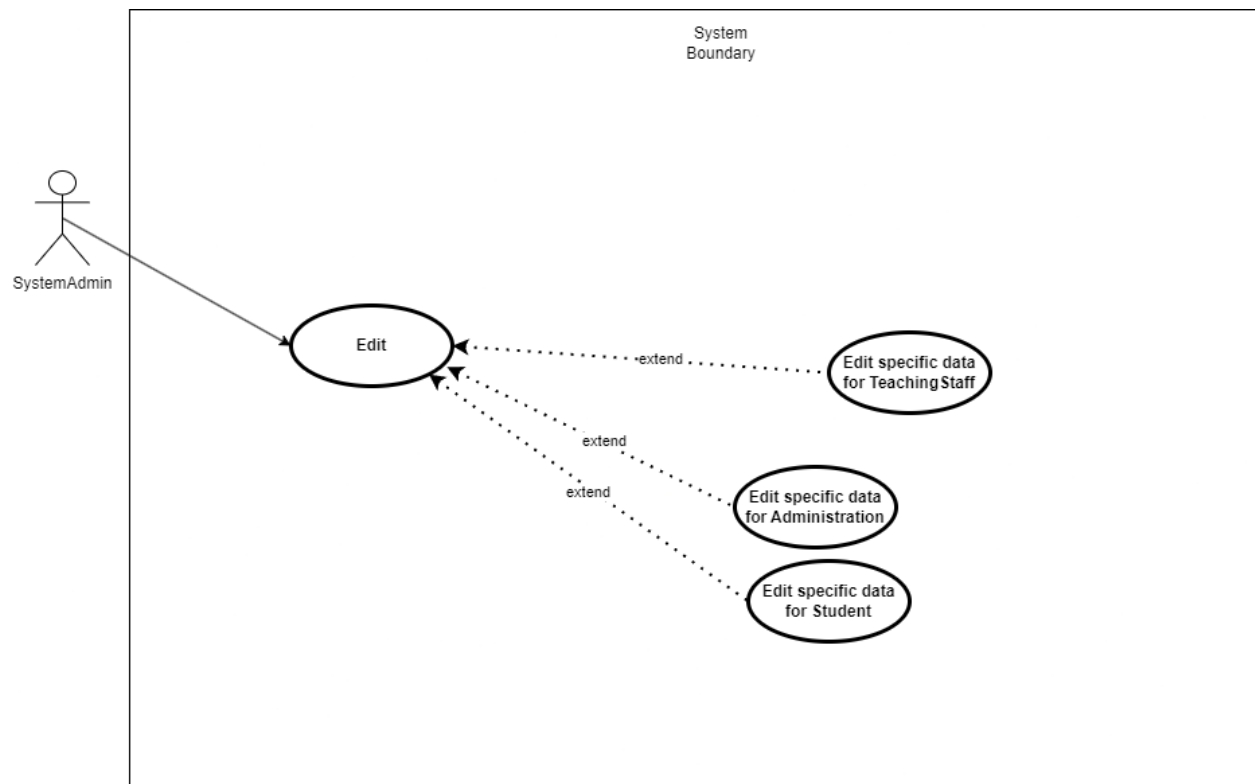 System
Boundary
SystemAdmin
Edit
extend
Edit specific data
for TeachingStaff
extend
Edit specific data
for Administration
extend
Edit specific data
for Student